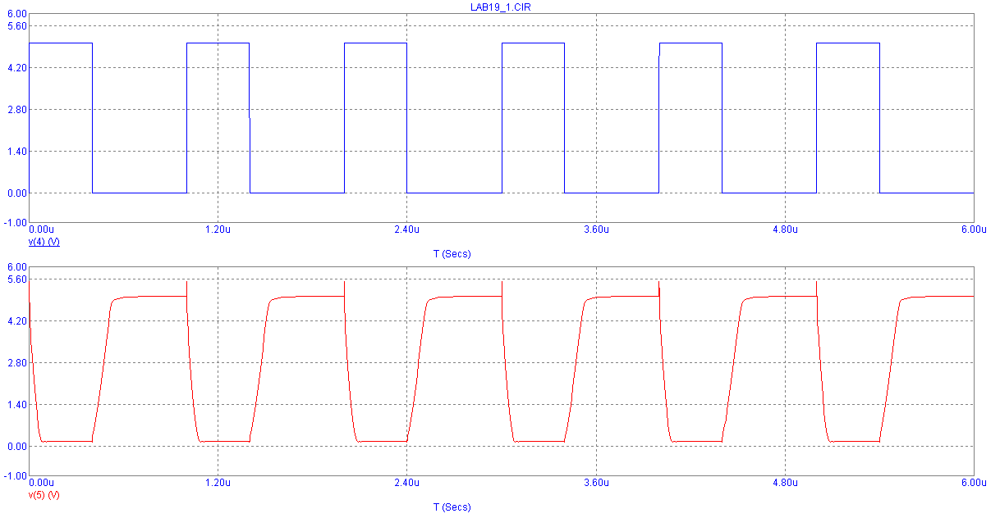 LAB19_1.CIR
6.00
5.60
4.20
2.80
1.40
0.00
-1.00
0.00u 1.20u 2.40u 3.60u 4.80u 6.00u
v(4) (V)
T (Secs)
6.00
5.60
4.20
2.80
1.40
0.00
-1.00
0.00u 1.20u 2.40u 3.60u 4.80u 6.00u
v(5) (V)
T (Secs)